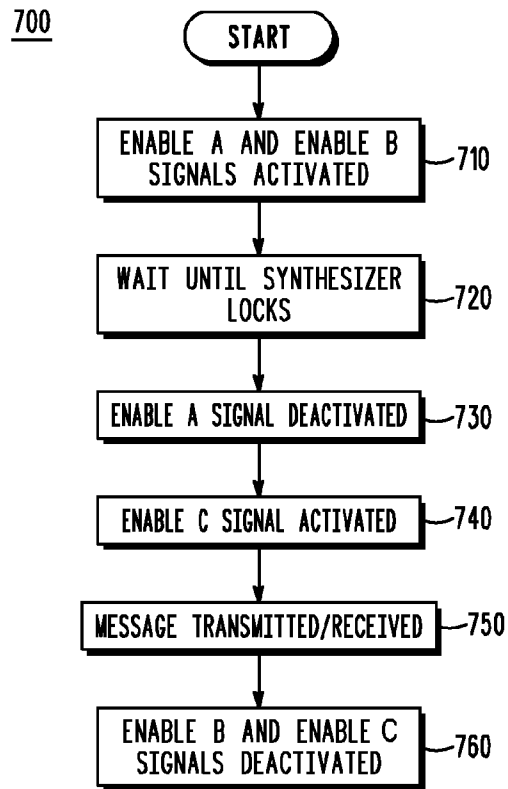 700
START
ENABLE A AND ENABLE B
SIGNALS ACTIVATED
710
WAIT UNTIL SYNTHESIZER
LOCKS
720
ENABLE A SIGNAL DEACTIVATED
730
ENABLE C SIGNAL ACTIVATED
740
MESSAGE TRANSMITTED/RECEIVED
750
ENABLE B AND ENABLE C
SIGNALS DEACTIVATED
760